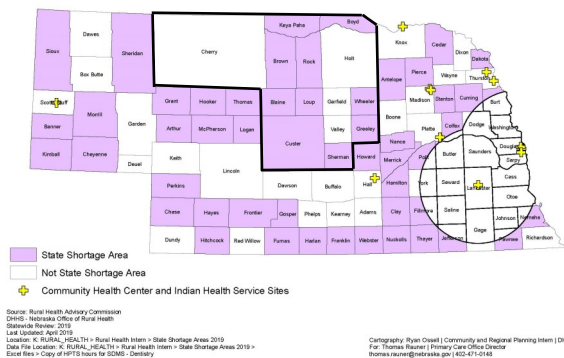 Boyd
Keya Paha
Knox
Dawes
Sioux
Sheridan
Cherry
Cedar
Dixon
Dakota
Brown
Rock
Holt
Box Butte
Pierce
Antelope
Wayne
Thurston
Scotts Bluff
Grant
Hooker
Thomas
Blaine
Loup
Garfield
Wheeler
Madison
Stanton
Cuming
Burt
Morrill
Boone
Banner
Garden
Arthur
McPherson
Logan
Valley
Greeley
Platte
Colfax
Dodge
Washington
Custer
Nance
Douglas
Kimball
Cheyenne
Keith
Sherman
Howard
Merrick
Polk
Butler
Saunders
Sarpy
Deuel
Lincoln
Dawson
Buffalo
Hall
Hamilton
York
Seward
Lancaster
Cass
Perkins
Otoe
Chase
Hayes
Frontier
Gosper
Phelps
Kearney
Adams
Clay
Fillmore
Saline
Johnson
Nemaha
Gage
Dundy
Hitchcock
Red Willow
Furnas
Harlan
Franklin
Webster
Nuckolls
Thayer
Jefferson
Pawnee
Richardson
State Shortage Area
Not State Shortage Area
Community Health Center and Indian Health Service Sites
Source: Rural Health Advisory Commission
DHHS - Nebraska Office of Rural Health
Statewide Review: 2019
Last Updated: April 2019
Location: K: RURAL_HEALTH > Rural Health Intern > State Shortage Areas 2019
Data File Location: K: RURAL_HEALTH > Rural Health Intern > State Shortage Areas 2019 >
Excel files > Copy of HPTS hours for SDMS - Dentistry
Cartography: Ryan Ossell | Community and Regional Planning Intern | DH
For: Thomas Rauner | Primary Care Office Director
thomas.rauner@nebraska.gov | 402-471-0148